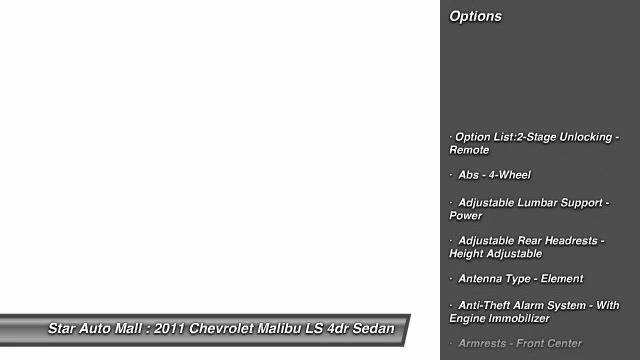 Options
· Option List:2-Stage Unlocking -
Remote
· Abs - 4-Wheel
· Adjustable Lumbar Support -
Power
· Adjustable Rear Headrests -
Height Adjustable
· Antenna Type - Element
· Anti-Theft Alarm System - With
Engine Immobilizer
· Armrests - Front Center
Star Auto Mall : 2011 Chevrolet Malibu LS 4dr Sedan